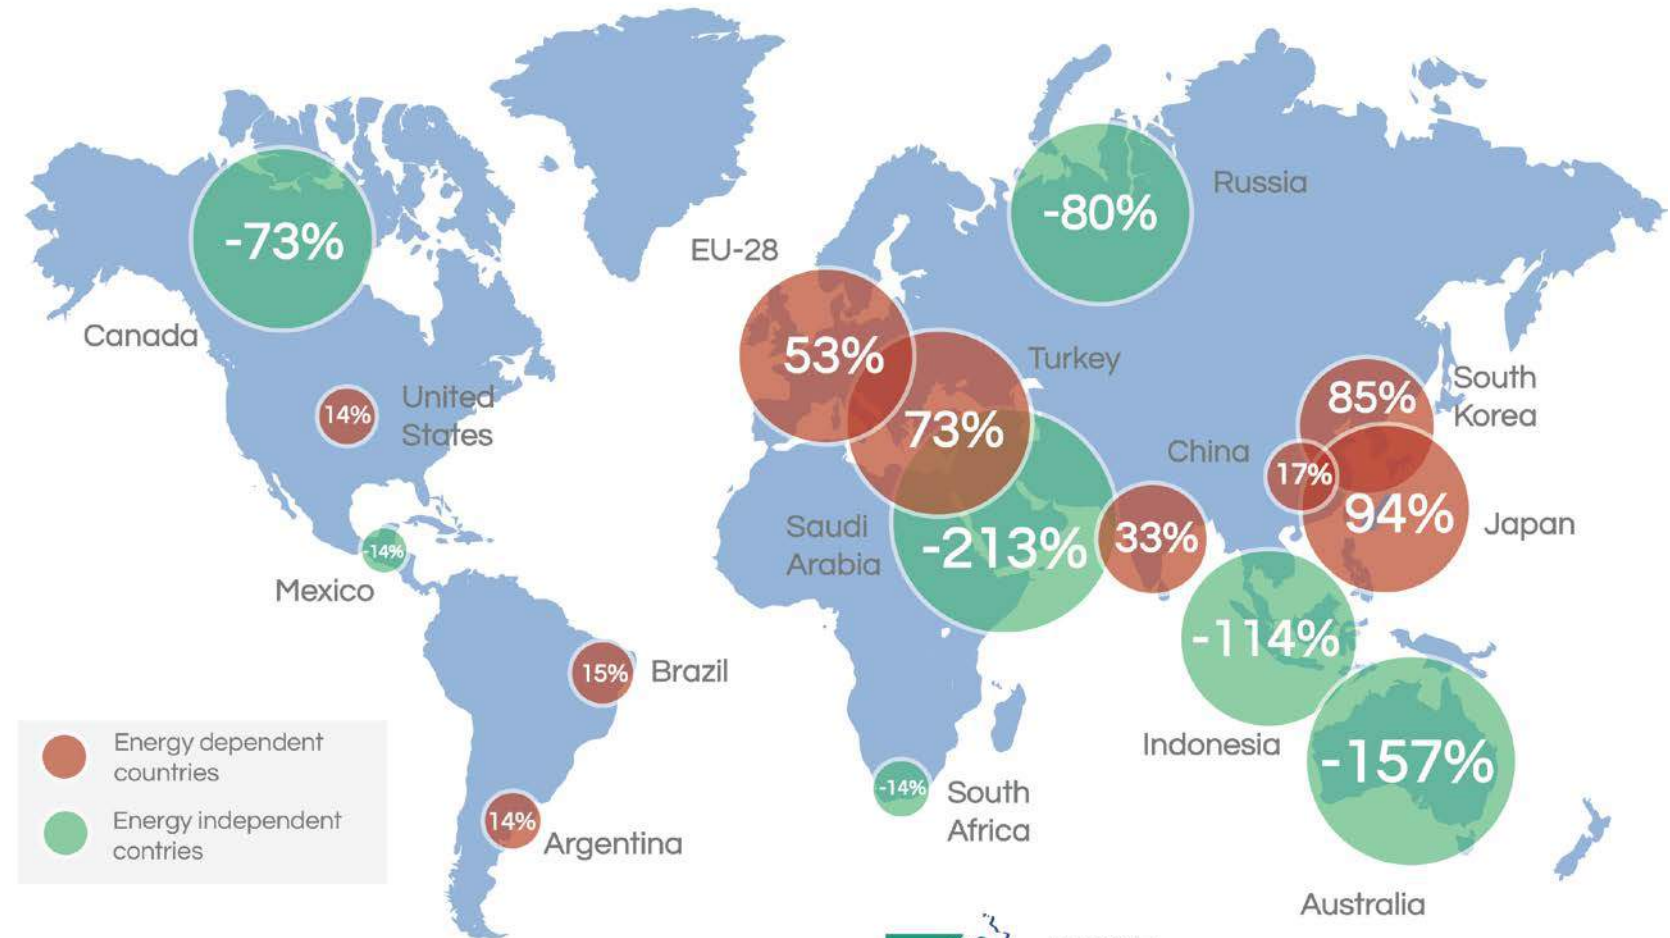 -73%
Canada
14%
United
States
-14%
Mexico
15%
Brazil
14%
Argentina
EU-28
53%
73%
Turkey
-80%
Russia
Saudi
Arabia
-213%
33%
China
17%
85%
South
Korea
94%
Japan
-114%
Indonesia
-157%
Australia
-14%
South
Africa
Energy dependent
countries
Energy independent
contries